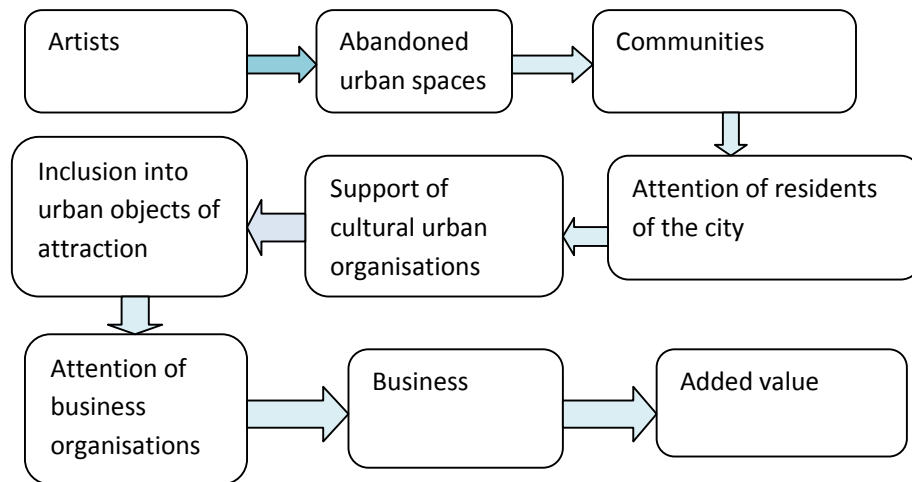 Artists
Abandoned
urban spaces
Communities
Attention of residents
of the city
Support of
cultural urban
organisations
Inclusion into
urban objects of
attraction
Attention of
business
organisations
Business
Added value